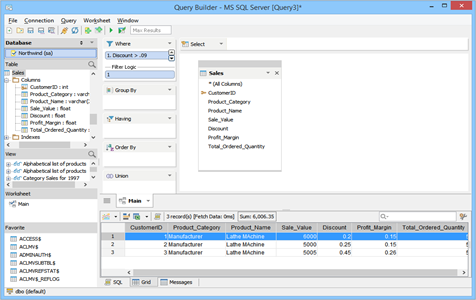 Query Builder - MS SQL Server [Query3]*
File Connection Query Worksheet Window Help
Max Results
Database
Northwind (sa)
Table
Sales
Columns
CustomerID : int
Product_Category : varch
Product_Name : varchar(
Sale_Value : float
Discount : float
Profit_Margin : float
Total_Ordered_Quantity :
Indexes
View
Alphabetical list of products
Alphabetical list of products
Category Sales for 1997
Worksheet
Main
Favorite
ACCESS$
ACLMV$
ADMINAUTH$
ACLMVSUBTBL$
ACLMVREFSTAT$
ACLMV$_REFLOG
Where
1. Discount > .09
Filter Logic
1
Group By
Having
Order By
Union
Select
Sales
* (All Columns)
CustomerID
Product_Category
Product_Name
Sale_Value
Discount
Profit_Margin
Total_Ordered_Quantity
Main
3 record(s) [Fetch Data: 0ms] Sum: 6,006.35
CustomerID Product_Category Product_Name Sale_Value Discount Profit_Margin Total_Ordered_Quantity
1 1 Manufacturer Lathe MAchine 6000 0.2 0.15
2 2 Manufacturer Lathe MAchine 5000 0.25 0.15
3 3 Manufacturer Lathe MAchine 5005 0.45 0.26
SQL Grid Messages
dbo (default)